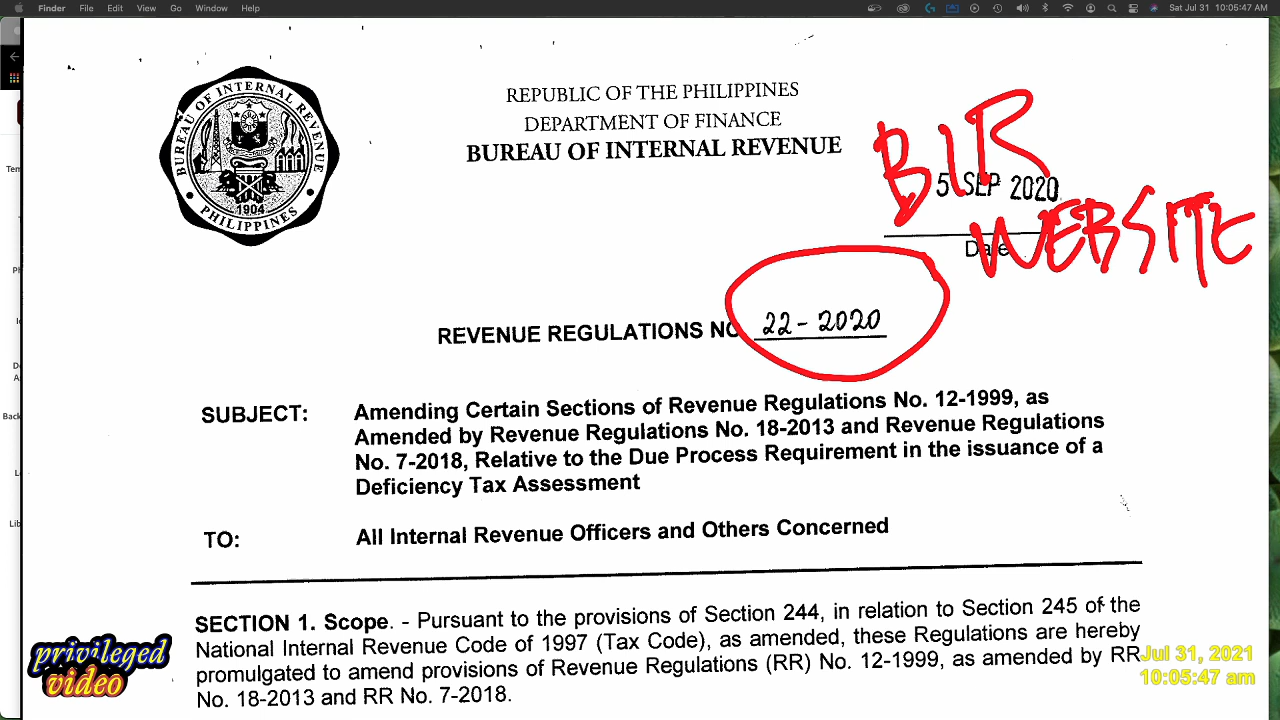 Finder File Edit View Go Window Help Sat Jul 31 10:05:47 AM
BUREAU OF INTERNAL REVENUE
1904
PHILIPPINES
REPUBLIC OF THE PHILIPPINES
DEPARTMENT OF FINANCE
BUREAU OF INTERNAL REVENUE
BIR
5 SEP 2020
WEBSITE
Date
REVENUE REGULATIONS NO. 22-2020
SUBJECT: Amending Certain Sections of Revenue Regulations No. 12-1999, as
Amended by Revenue Regulations No. 18-2013 and Revenue Regulations
No. 7-2018, Relative to the Due Process Requirement in the issuance of a
Deficiency Tax Assessment
TO: All Internal Revenue Officers and Others Concerned
SECTION 1. Scope. - Pursuant to the provisions of Section 244, in relation to Section 245 of the
National Internal Revenue Code of 1997 (Tax Code), as amended, these Regulations are hereby
promulgated to amend provisions of Revenue Regulations (RR) No. 12-1999, as amended by RR
No. 18-2013 and RR No. 7-2018.
privileged
video
Jul 31, 2021
10:05:47 am